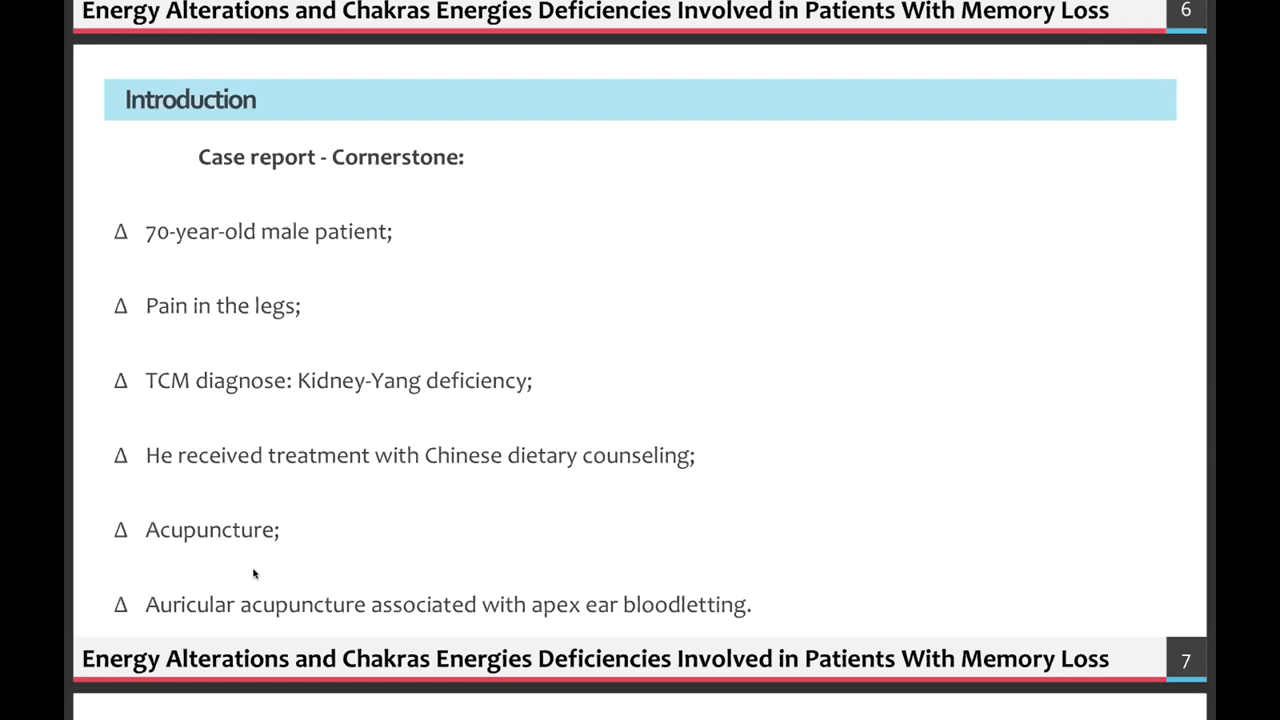 Energy Alterations and Chakras Energies Deficiencies Involved in Patients With Memory Loss 6
Introduction
Case report - Cornerstone:
Δ 70-year-old male patient;
Δ Pain in the legs;
Δ TCM diagnose: Kidney-Yang deficiency;
Δ He received treatment with Chinese dietary counseling;
Δ Acupuncture;
Δ Auricular acupuncture associated with apex ear bloodletting.
Energy Alterations and Chakras Energies Deficiencies Involved in Patients With Memory Loss 7